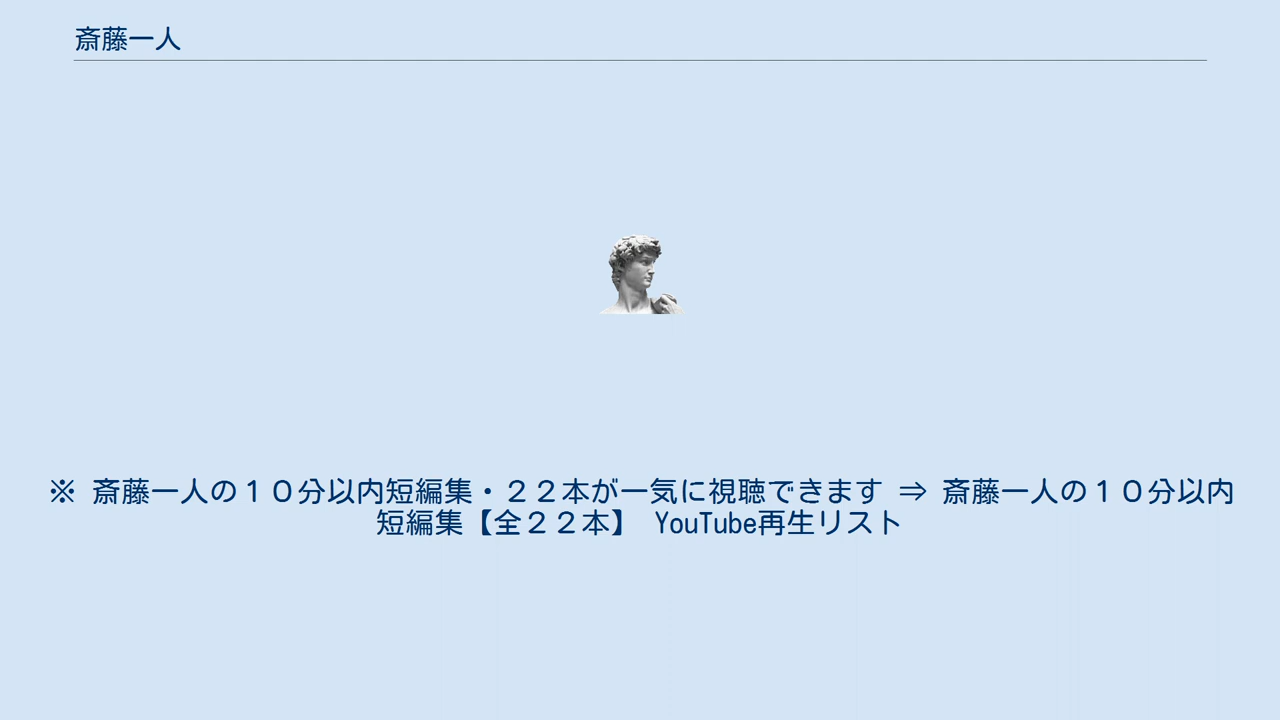 斎藤一人
※ 斎藤一人の１０分以内短編集・２２本が一気に視聴できます ⇒ 斎藤一人の１０分以内
短編集【全２２本】 YouTube再生リスト